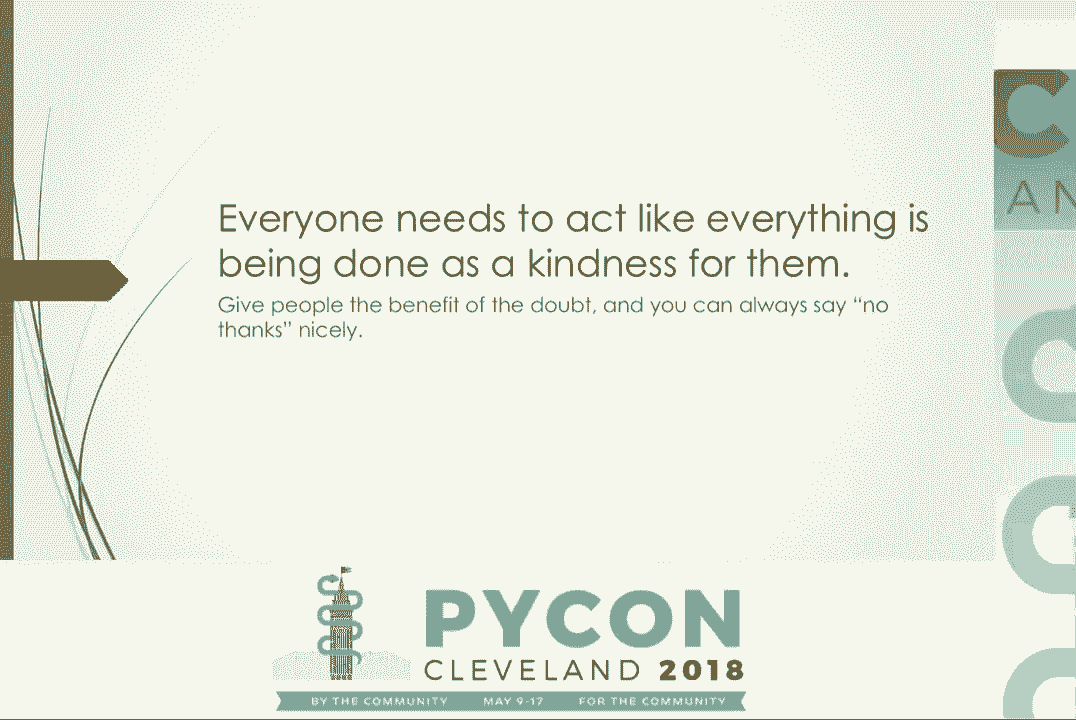 Everyone needs to act like everything is
being done as a kindness for them.
Give people the benefit of the doubt, and you can always say “no
thanks” nicely.
C
AN
PYCON
CLEVELAND 2018
BY THE COMMUNITY MAY 9-17 FOR THE COMMUNITY